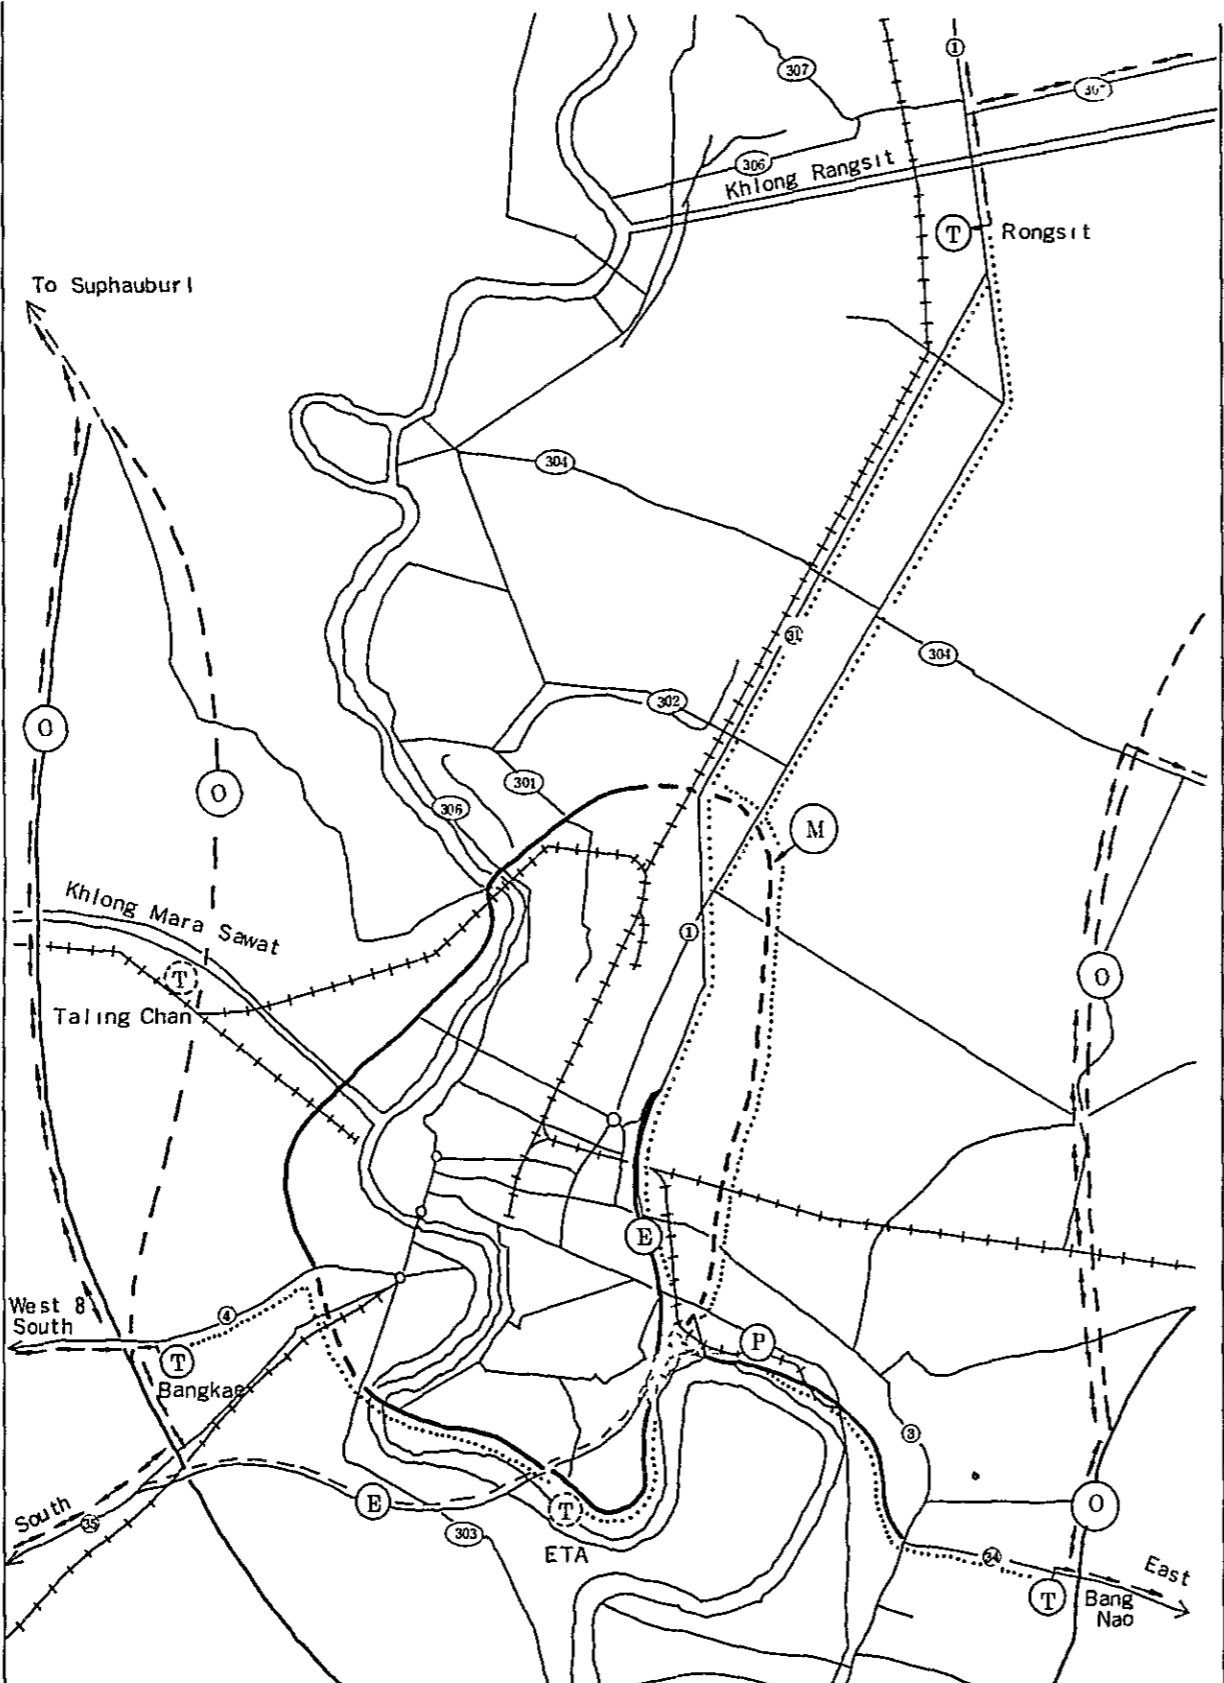 1
307
306
Khlong Rangsit
T Rongsit
To Suphauburi
304
31
304
302
O
O
301
306
M
Khlong Mara Sawat
1
T
O
Taling Chan
E
West 8
South
4
T
P
Bangkae
3
South
35
E
T
303
ETA
O
34
East
T
Bang
Nao